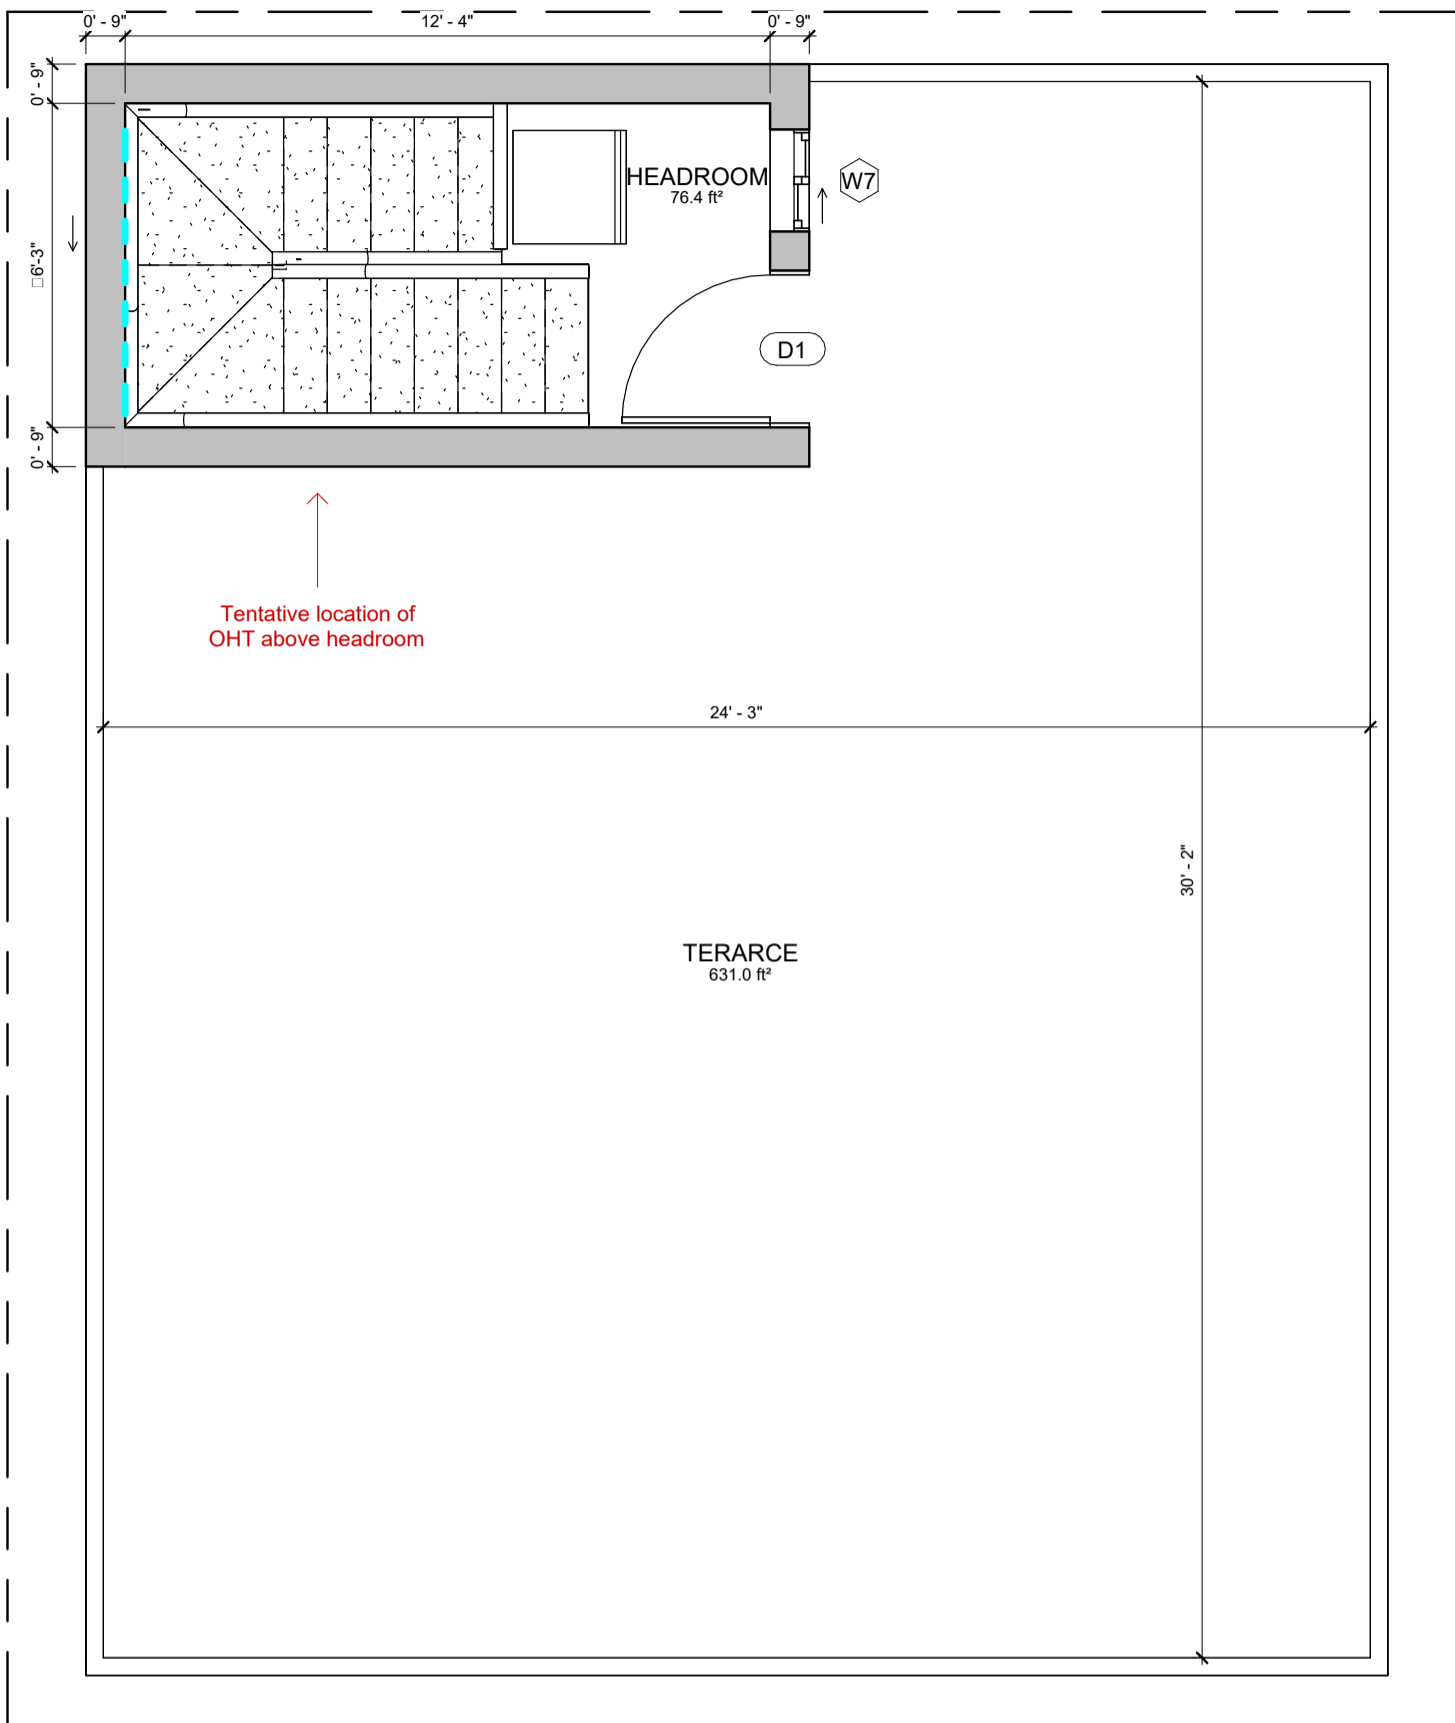 0' - 9"
12' - 4"
0' - 9"
0' - 9"
□6'-3"
0' - 9"
HEADROOM
76.4 ft²
W7
D1
Tentative location of
OHT above headroom
24' - 3"
30' - 2"
TERARCE
631.0 ft²